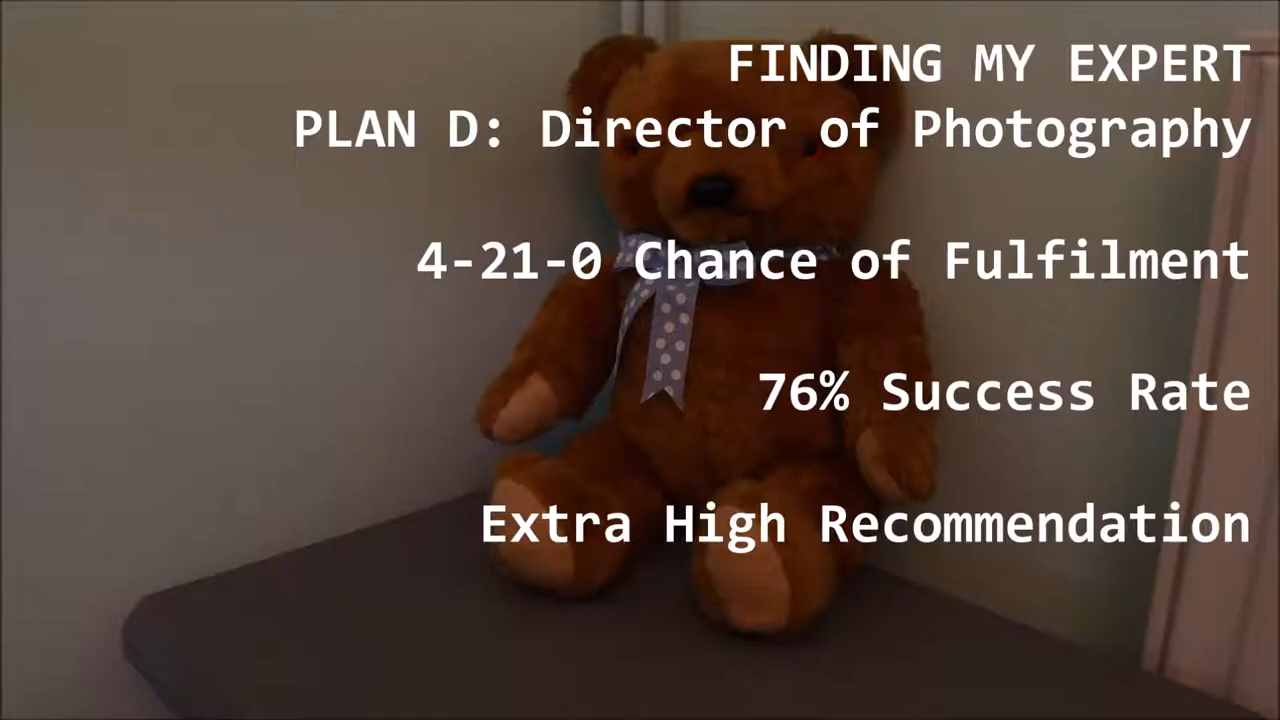 FINDING MY EXPERT
PLAN D: Director of Photography
4-21-0 Chance of Fulfilment
76% Success Rate
Extra High Recommendation